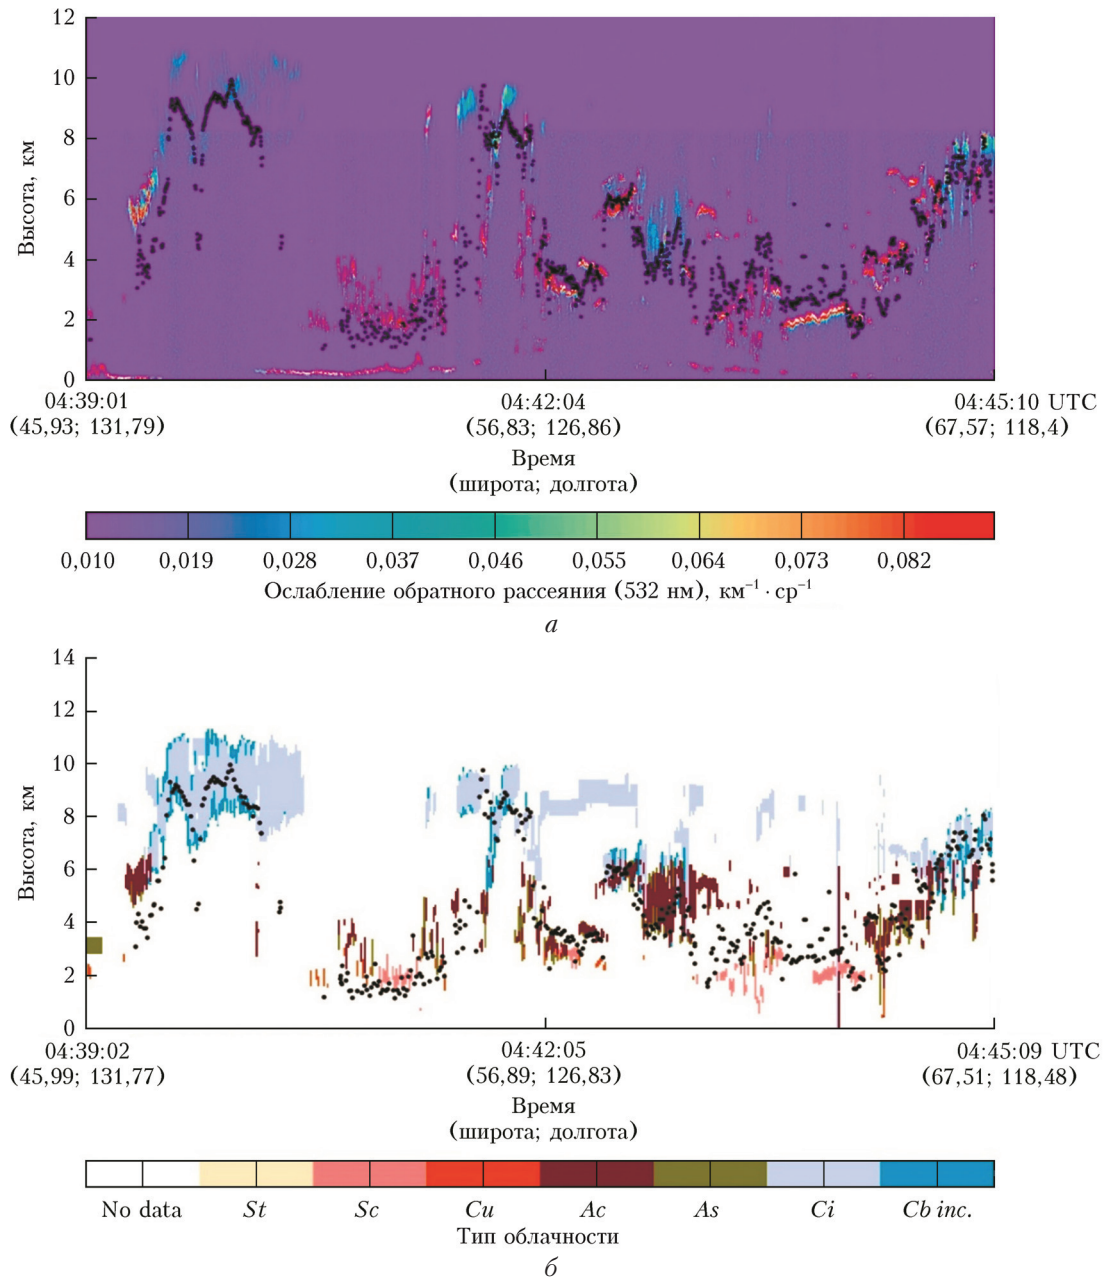 12
10
8
6
4
2
0
Высота, км
04:39:01
(45,93; 131,79)
04:42:04
(56,83; 126,86)
04:45:10 UTC
(67,57; 118,4)
Время
(широта; долгота)
0,010 0,019 0,028 0,037 0,046 0,055 0,064 0,073 0,082
Ослабление обратного рассеяния (532 нм), км⁻¹ · ср⁻¹
а
14
12
10
8
6
4
2
0
Высота, км
04:39:02
(45,99; 131,77)
04:42:05
(56,89; 126,83)
04:45:09 UTC
(67,51; 118,48)
Время
(широта; долгота)
No data St Sc Cu Ac As Ci Cb inc.
Тип облачности
б